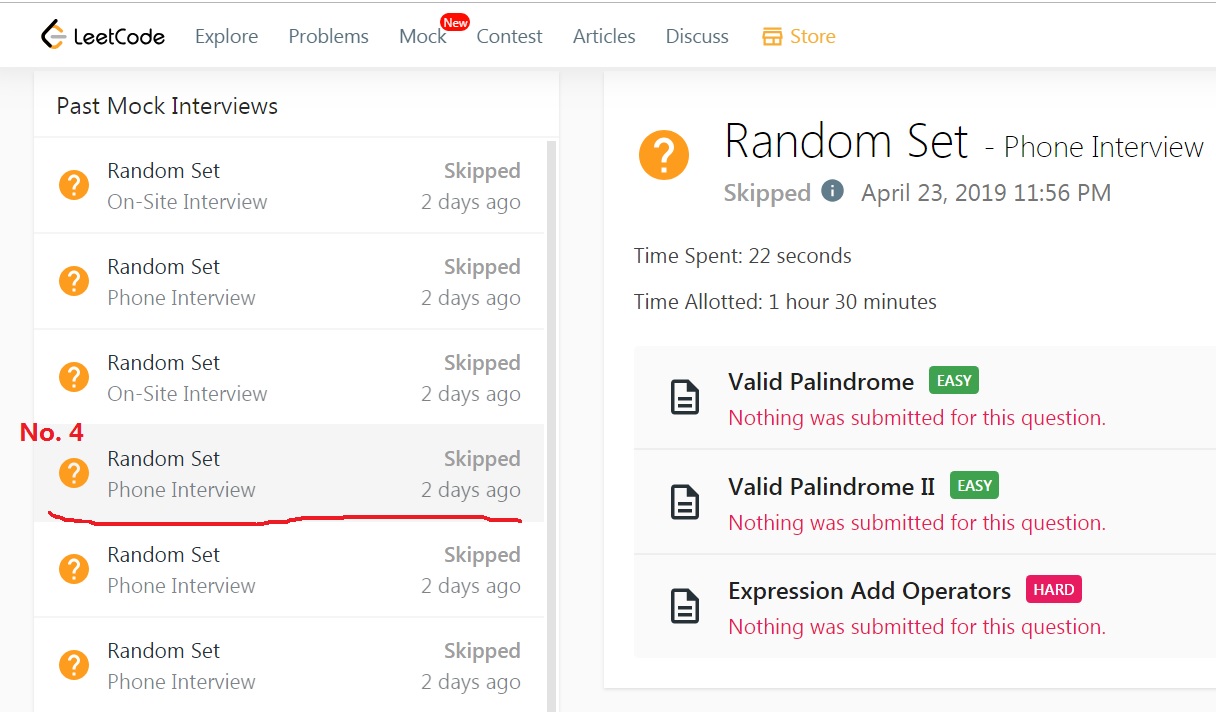 LeetCode Explore Problems Mock New Contest Articles Discuss Store
Past Mock Interviews
Random Set Skipped
On-Site Interview 2 days ago
Random Set Skipped
Phone Interview 2 days ago
Random Set Skipped
On-Site Interview 2 days ago
No. 4
Random Set Skipped
Phone Interview 2 days ago
Random Set Skipped
Phone Interview 2 days ago
Random Set Skipped
Phone Interview 2 days ago
Random Set - Phone Interview
Skipped April 23, 2019 11:56 PM
Time Spent: 22 seconds
Time Allotted: 1 hour 30 minutes
Valid Palindrome EASY
Nothing was submitted for this question.
Valid Palindrome II EASY
Nothing was submitted for this question.
Expression Add Operators HARD
Nothing was submitted for this question.